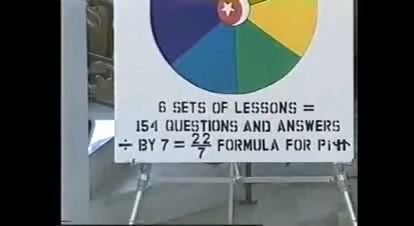 6 SETS OF LESSONS =
154 QUESTIONS AND ANSWERS
÷ BY 7 = 22/7 FORMULA FOR Pi